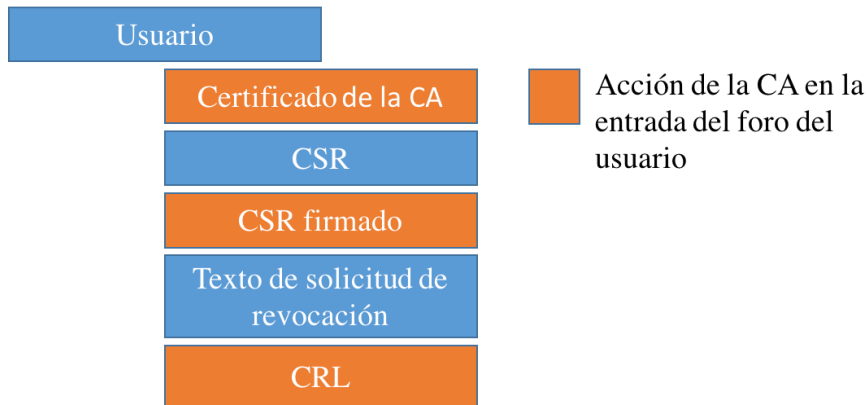 Usuario
Certificado de la CA
CSR
CSR firmado
Texto de solicitud de
revocación
CRL
Acción de la CA en la
entrada del foro del
usuario